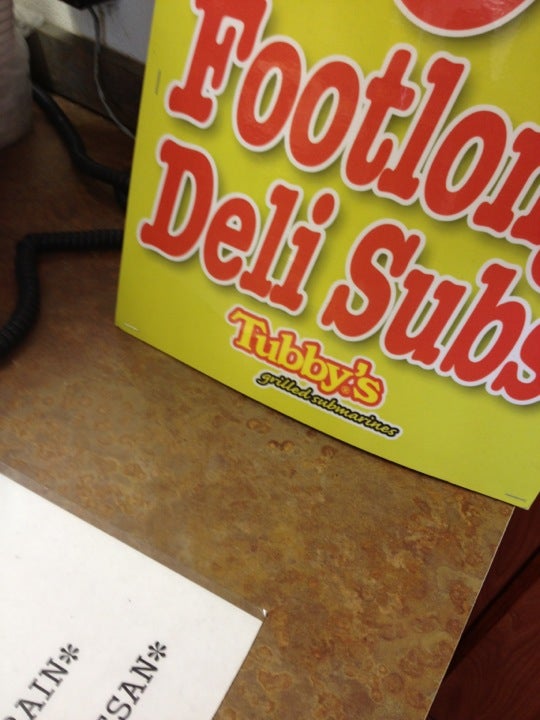 Footlon
Deli Subs
Tubby's
grilled submarines
AIN*
SAN*